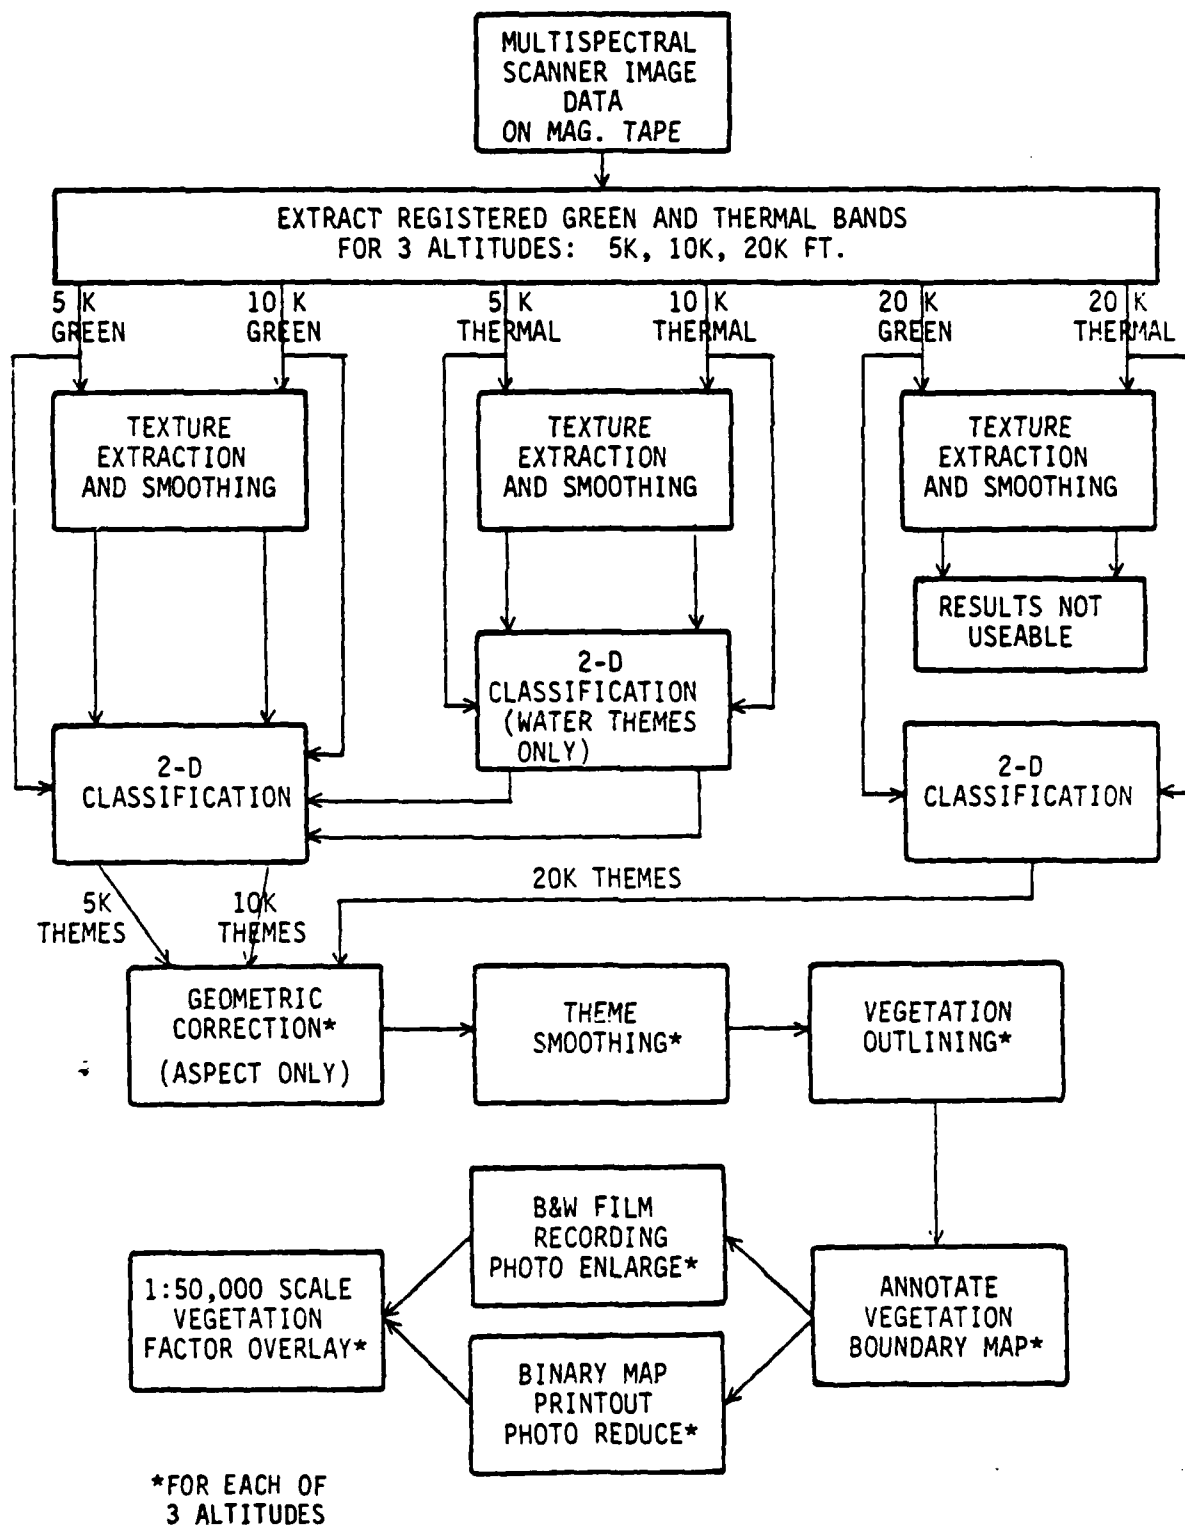 MULTISPECTRAL
SCANNER IMAGE
DATA
ON MAG. TAPE
EXTRACT REGISTERED GREEN AND THERMAL BANDS
FOR 3 ALTITUDES: 5K, 10K, 20K FT.
5 K
GREEN
10 K
GREEN
5 K
THERMAL
10 K
THERMAL
20 K
GREEN
20 K
THERMAL
TEXTURE
EXTRACTION
AND SMOOTHING
TEXTURE
EXTRACTION
AND SMOOTHING
TEXTURE
EXTRACTION
AND SMOOTHING
RESULTS NOT
USEABLE
2-D
CLASSIFICATION
(WATER THEMES
ONLY)
2-D
CLASSIFICATION
2-D
CLASSIFICATION
5K
THEMES
10K
THEMES
20K THEMES
GEOMETRIC
CORRECTION*
(ASPECT ONLY)
THEME
SMOOTHING*
VEGETATION
OUTLINING*
B&W FILM
RECORDING
PHOTO ENLARGE*
1:50,000 SCALE
VEGETATION
FACTOR OVERLAY*
ANNOTATE
VEGETATION
BOUNDARY MAP*
BINARY MAP
PRINTOUT
PHOTO REDUCE*
*FOR EACH OF
3 ALTITUDES